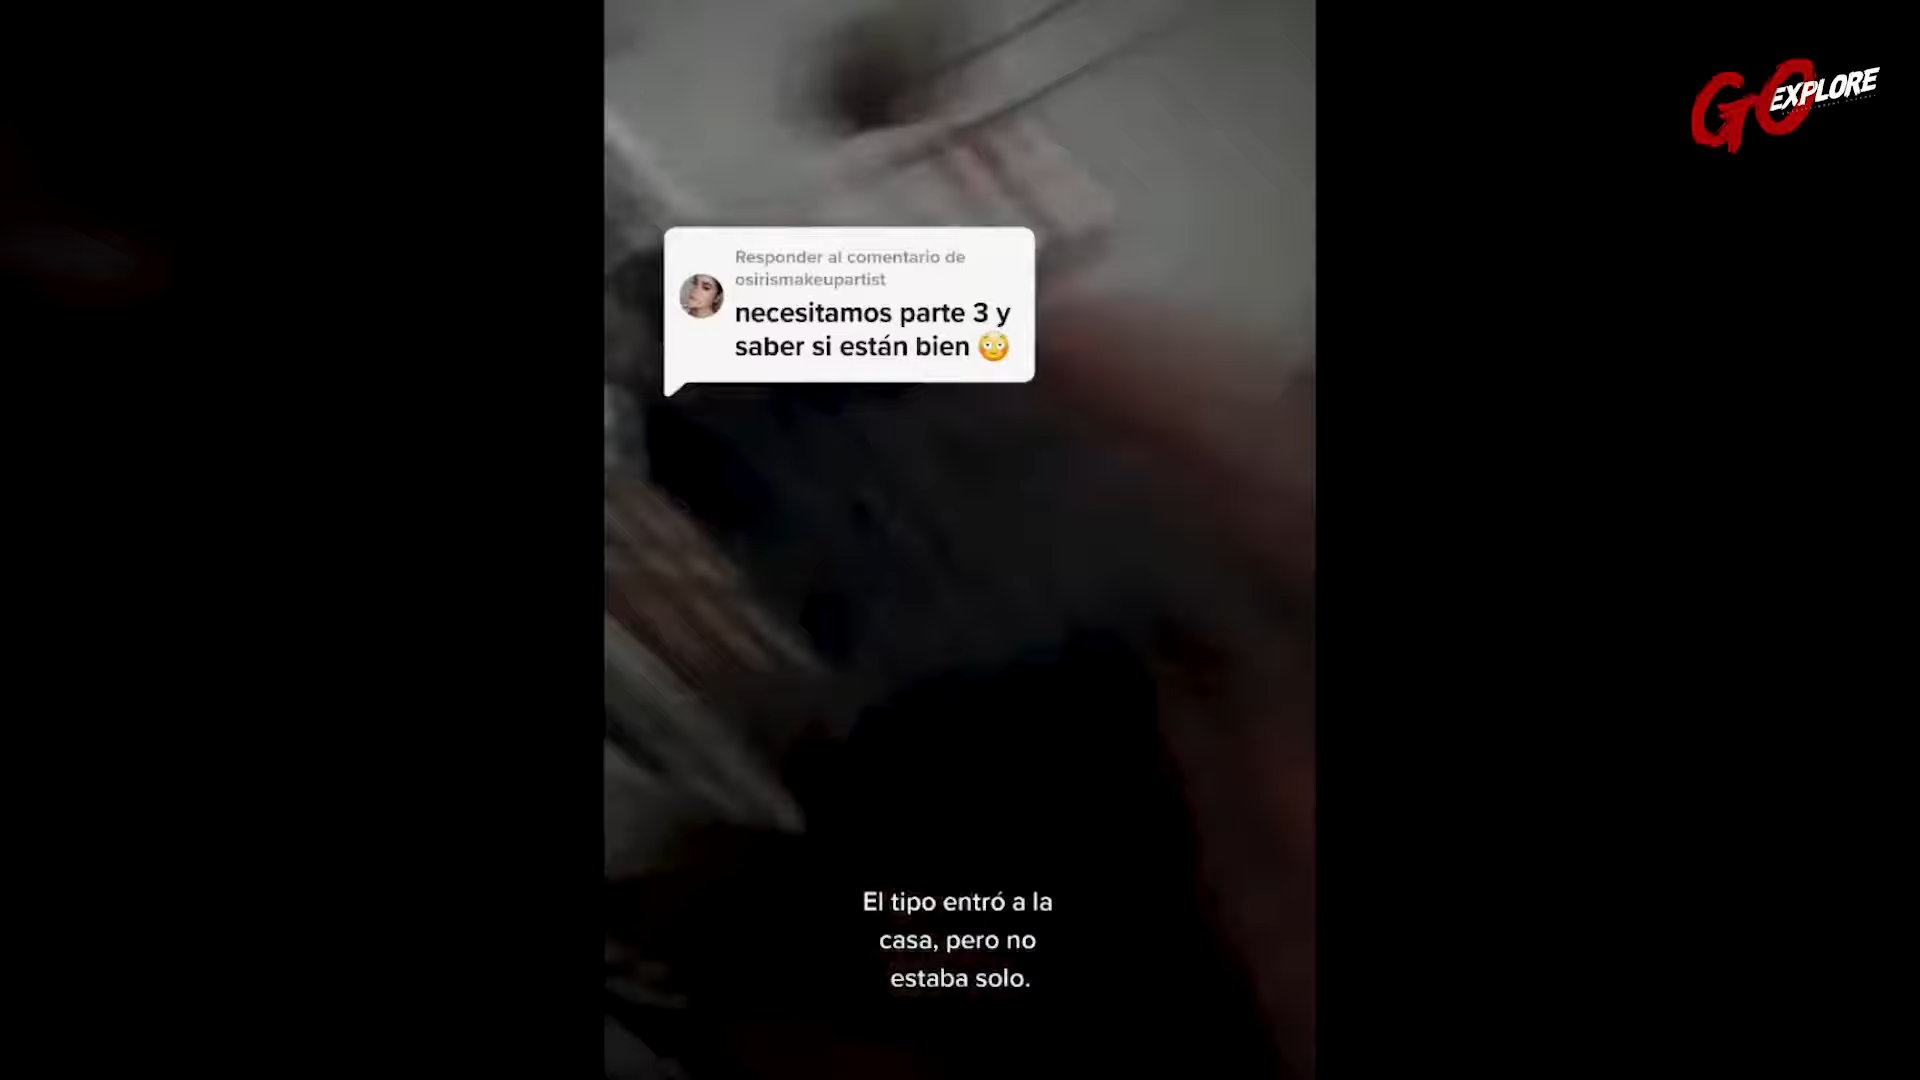 GO EXPLORE
Responder al comentario de
osirismakeupartist
necesitamos parte 3 y
saber si están bien 😳
El tipo entró a la
casa, pero no
estaba solo.